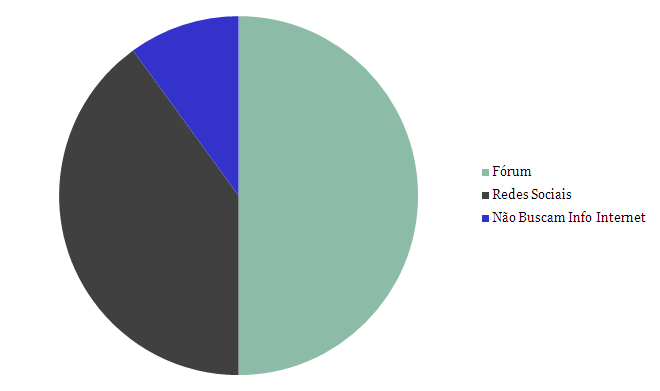 Fórum
Redes Sociais
Não Buscam Info Internet